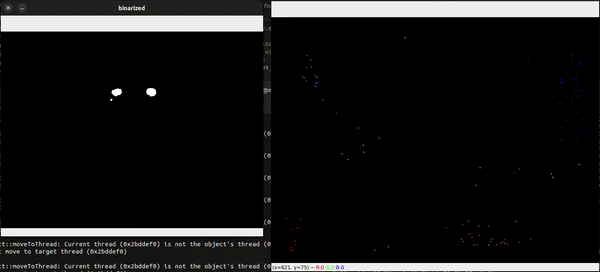 binarized
ct::moveToThread: Current thread (0x2bddef0) is not the object's thread (0
t move to target thread (0x2bddef0)
ct::moveToThread: Current thread (0x2bddef0) is not the object's thread (0
(x=621, y=75) ~ R:0 G:0 B:0